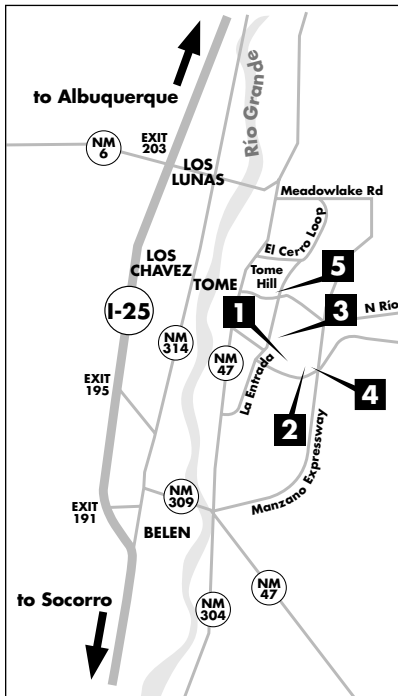 to Albuquerque
Río Grande
EXIT
203
NM
6
LOS
LUNAS
Meadowlake Rd
El Cerro Loop
LOS
CHAVEZ
TOME
Tome
Hill
5
I-25
1
3
N Río
NM
314
NM
47
La Entrada
EXIT
195
2
4
Manzano Expressway
NM
309
EXIT
191
BELEN
to Socorro
NM
304
NM
47